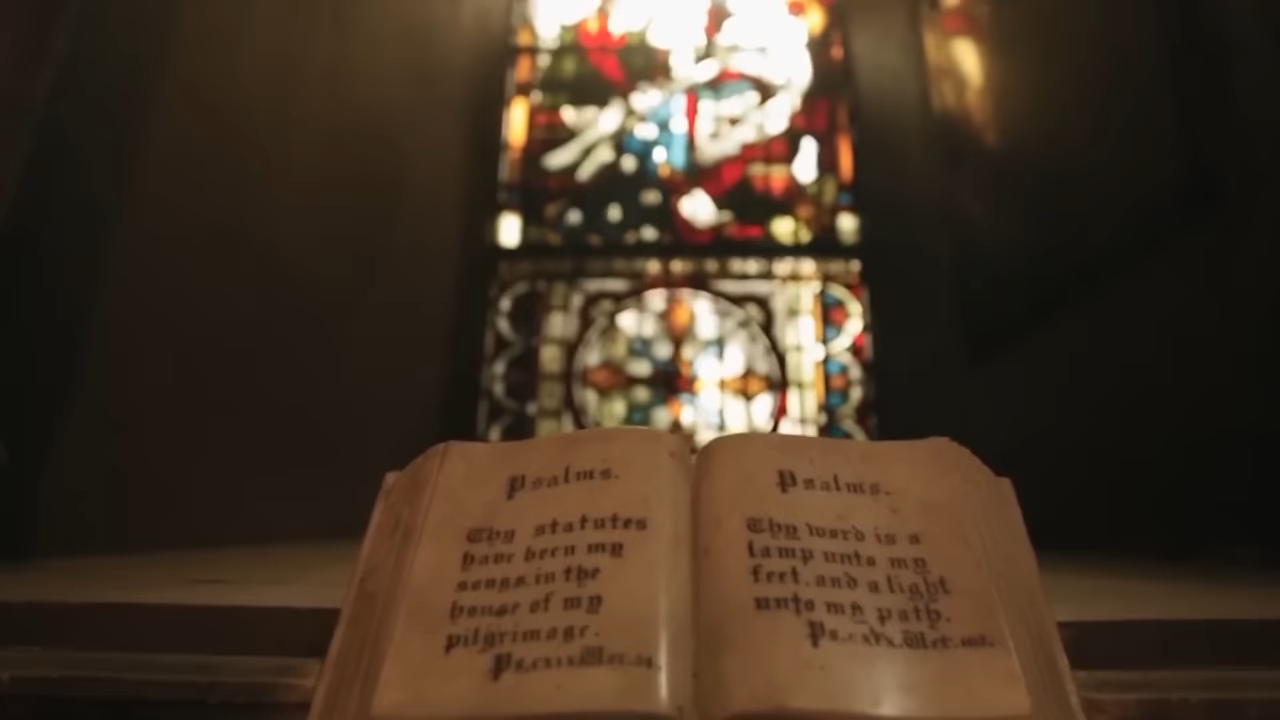 Psalms.
Thy statutes
have been my
songs.in the
house of my
pilgrimage.
Psalms.
Thy word is a
lamp unto my
feet.and a light
unto my path.